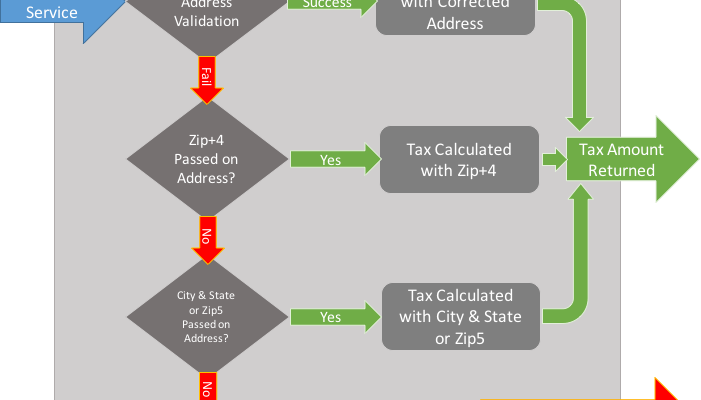 Service
Address
Validation
Success
with Corrected
Address
Fail
Zip+4
Passed on
Address?
Yes
Tax Calculated
with Zip+4
Tax Amount
Returned
No
City & State
or Zip5
Passed on
Address?
Yes
Tax Calculated
with City & State
or Zip5
No